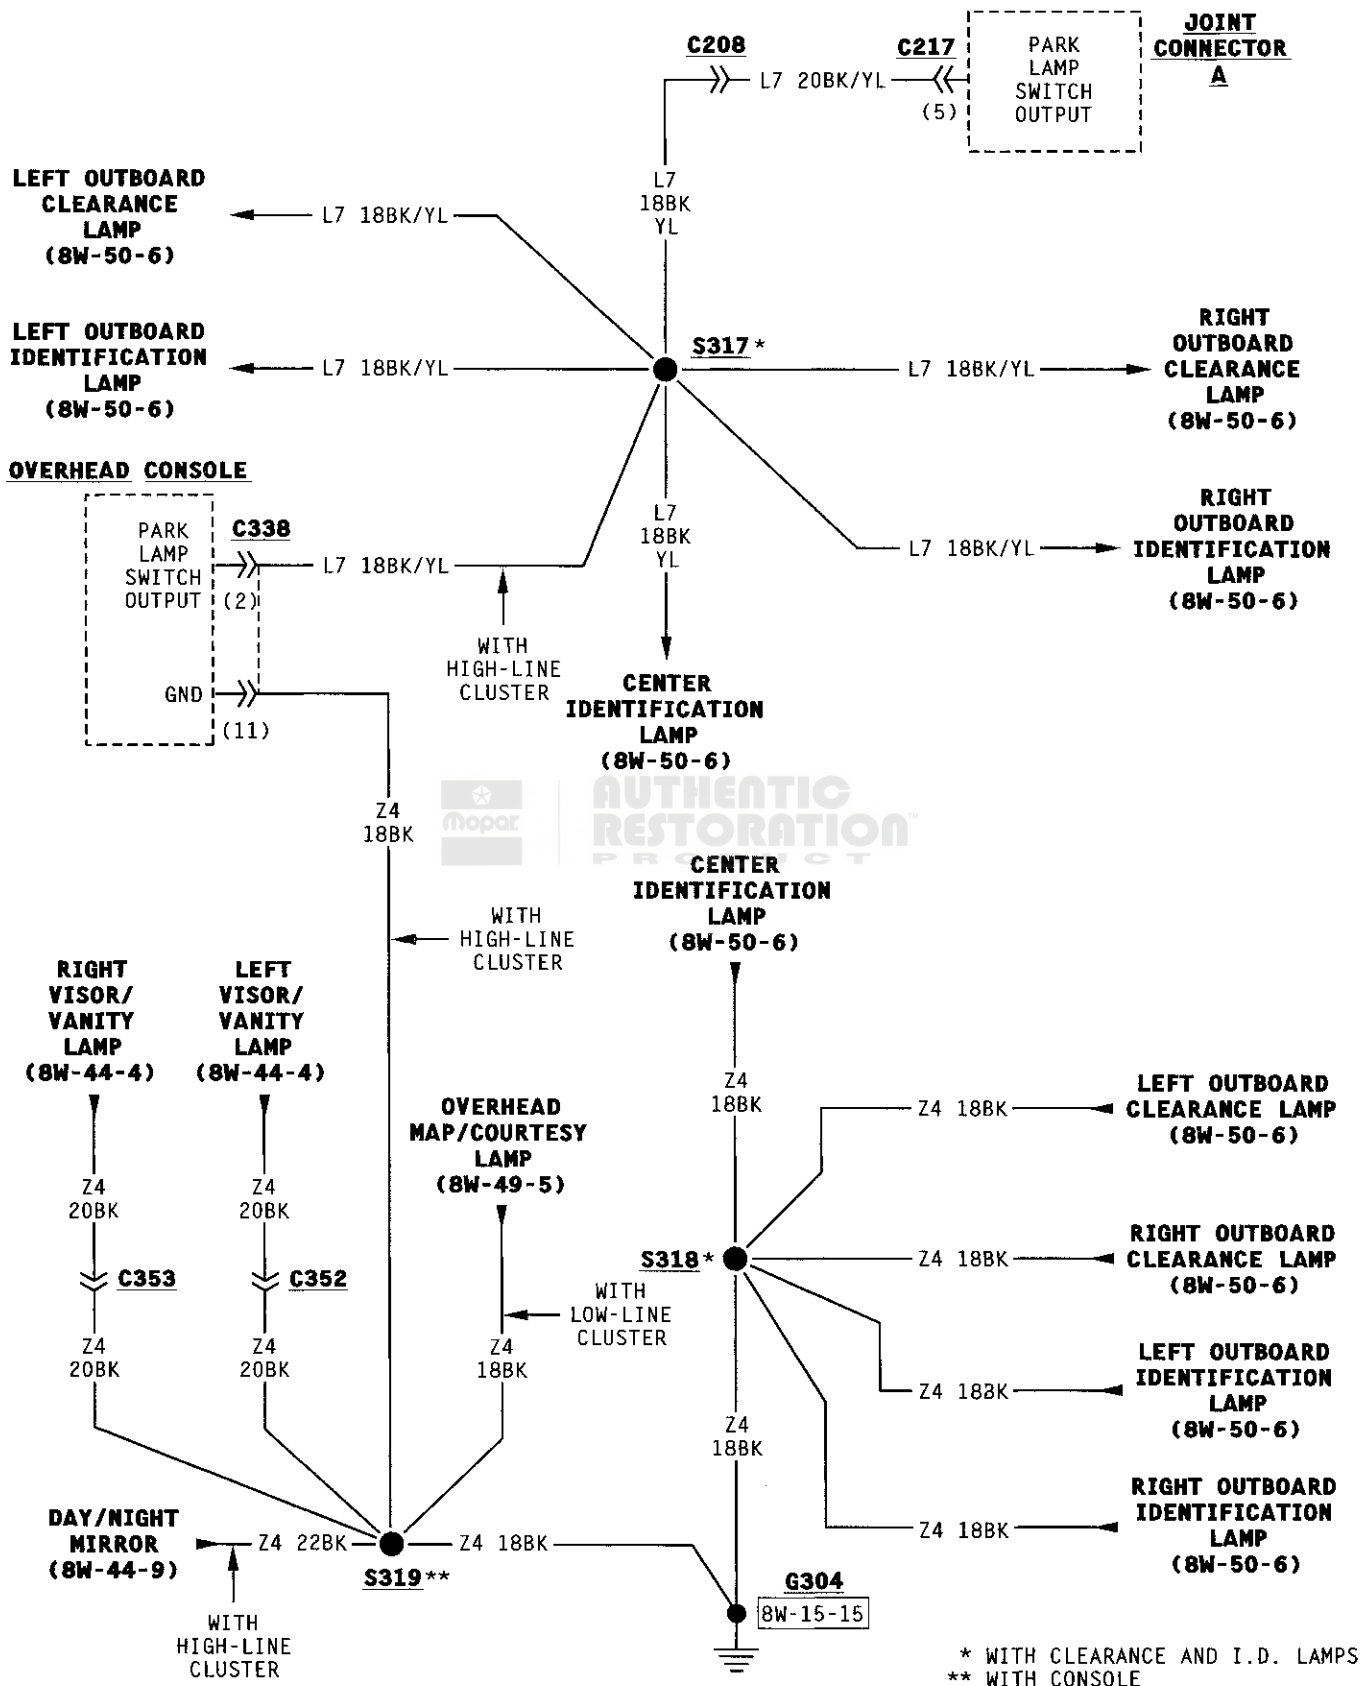 JOINT
CONNECTOR
A
C208
C217
PARK
LAMP
SWITCH
OUTPUT
L7 20BK/YL
(5)
L7
18BK
YL
LEFT OUTBOARD
CLEARANCE
LAMP
(8W-50-6)
L7 18BK/YL
LEFT OUTBOARD
IDENTIFICATION
LAMP
(8W-50-6)
L7 18BK/YL
S317 *
L7 18BK/YL
RIGHT
OUTBOARD
CLEARANCE
LAMP
(8W-50-6)
OVERHEAD CONSOLE
PARK
LAMP
SWITCH
OUTPUT
C338
(2)
L7 18BK/YL
L7
18BK
YL
L7 18BK/YL
RIGHT
OUTBOARD
IDENTIFICATION
LAMP
(8W-50-6)
WITH
HIGH-LINE
CLUSTER
GND
(11)
CENTER
IDENTIFICATION
LAMP
(8W-50-6)
Mopar
AUTHENTIC
RESTORATION™
PRODUCT
Z4
18BK
CENTER
IDENTIFICATION
LAMP
(8W-50-6)
WITH
HIGH-LINE
CLUSTER
RIGHT
VISOR/
VANITY
LAMP
(8W-44-4)
LEFT
VISOR/
VANITY
LAMP
(8W-44-4)
OVERHEAD
MAP/COURTESY
LAMP
(8W-49-5)
Z4
18BK
Z4 18BK
LEFT OUTBOARD
CLEARANCE LAMP
(8W-50-6)
Z4
20BK
Z4
20BK
C353
C352
S318 *
Z4 18BK
RIGHT OUTBOARD
CLEARANCE LAMP
(8W-50-6)
WITH
LOW-LINE
CLUSTER
Z4
20BK
Z4
20BK
Z4
18BK
Z4 18BK
LEFT OUTBOARD
IDENTIFICATION
LAMP
(8W-50-6)
Z4
18BK
Z4 18BK
RIGHT OUTBOARD
IDENTIFICATION
LAMP
(8W-50-6)
DAY/NIGHT
MIRROR
(8W-44-9)
Z4 22BK
Z4 18BK
S319 **
G304
8W-15-15
WITH
HIGH-LINE
CLUSTER
* WITH CLEARANCE AND I.D. LAMPS
** WITH CONSOLE